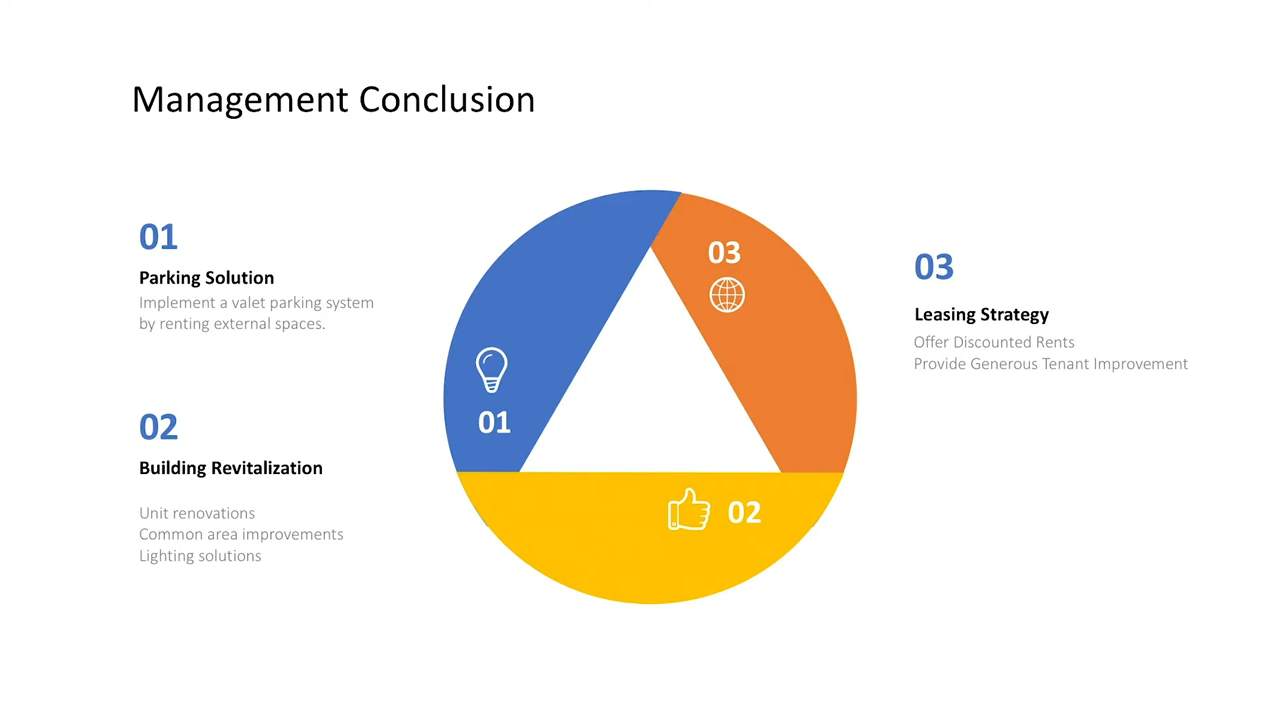 Management Conclusion
01
Parking Solution
Implement a valet parking system
by renting external spaces.
02
Building Revitalization
Unit renovations
Common area improvements
Lighting solutions
03
01
02
03
Leasing Strategy
Offer Discounted Rents
Provide Generous Tenant Improvement